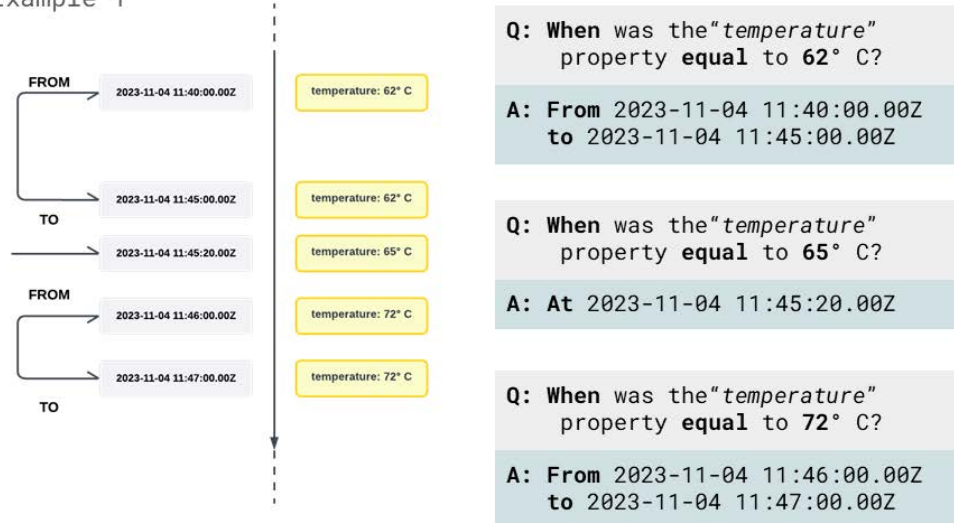 Example 1
FROM
2023-11-04 11:40:00.00Z
temperature: 62° C
2023-11-04 11:45:00.00Z
temperature: 62° C
TO
2023-11-04 11:45:20.00Z
temperature: 65° C
FROM
2023-11-04 11:46:00.00Z
temperature: 72° C
2023-11-04 11:47:00.00Z
temperature: 72° C
TO
Q: When was the“temperature”
property equal to 62° C?
A: From 2023-11-04 11:40:00.00Z
to 2023-11-04 11:45:00.00Z
Q: When was the“temperature”
property equal to 65° C?
A: At 2023-11-04 11:45:20.00Z
Q: When was the“temperature”
property equal to 72° C?
A: From 2023-11-04 11:46:00.00Z
to 2023-11-04 11:47:00.00Z